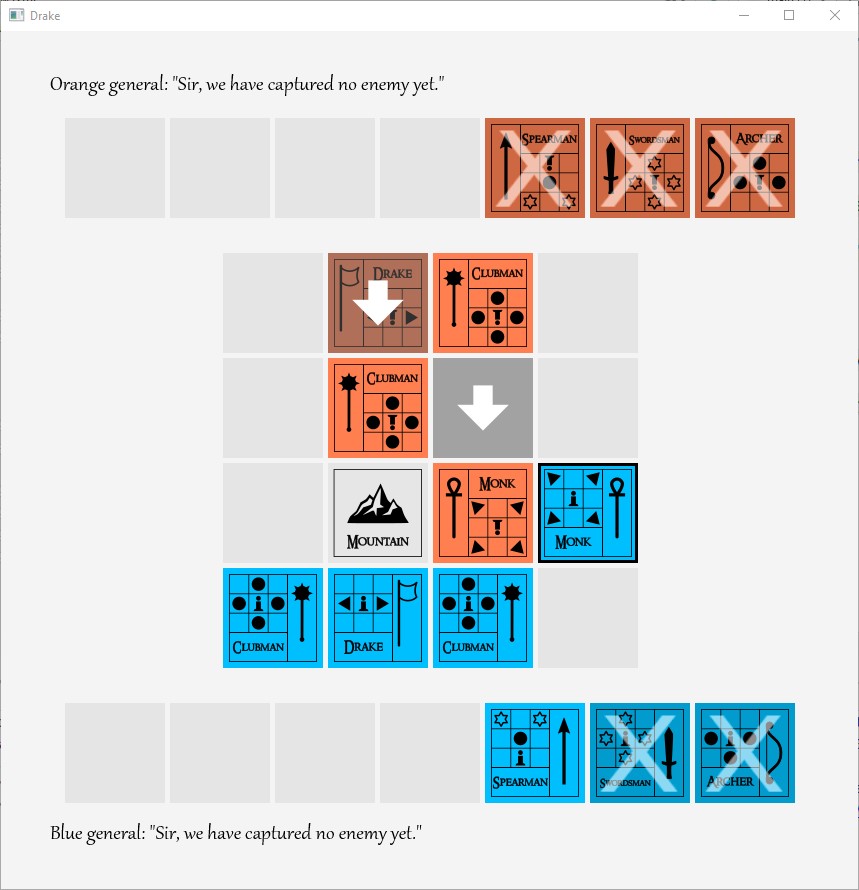 Drake
Orange general: "Sir, we have captured no enemy yet."
SPEARMAN SWORDSMAN ARCHER
DRAKE CLUBMAN
CLUBMAN
MONK
MOUNTAIN MONK
CLUBMAN DRAKE CLUBMAN
SPEARMAN SWORDSMAN ARCHER
Blue general: "Sir, we have captured no enemy yet."